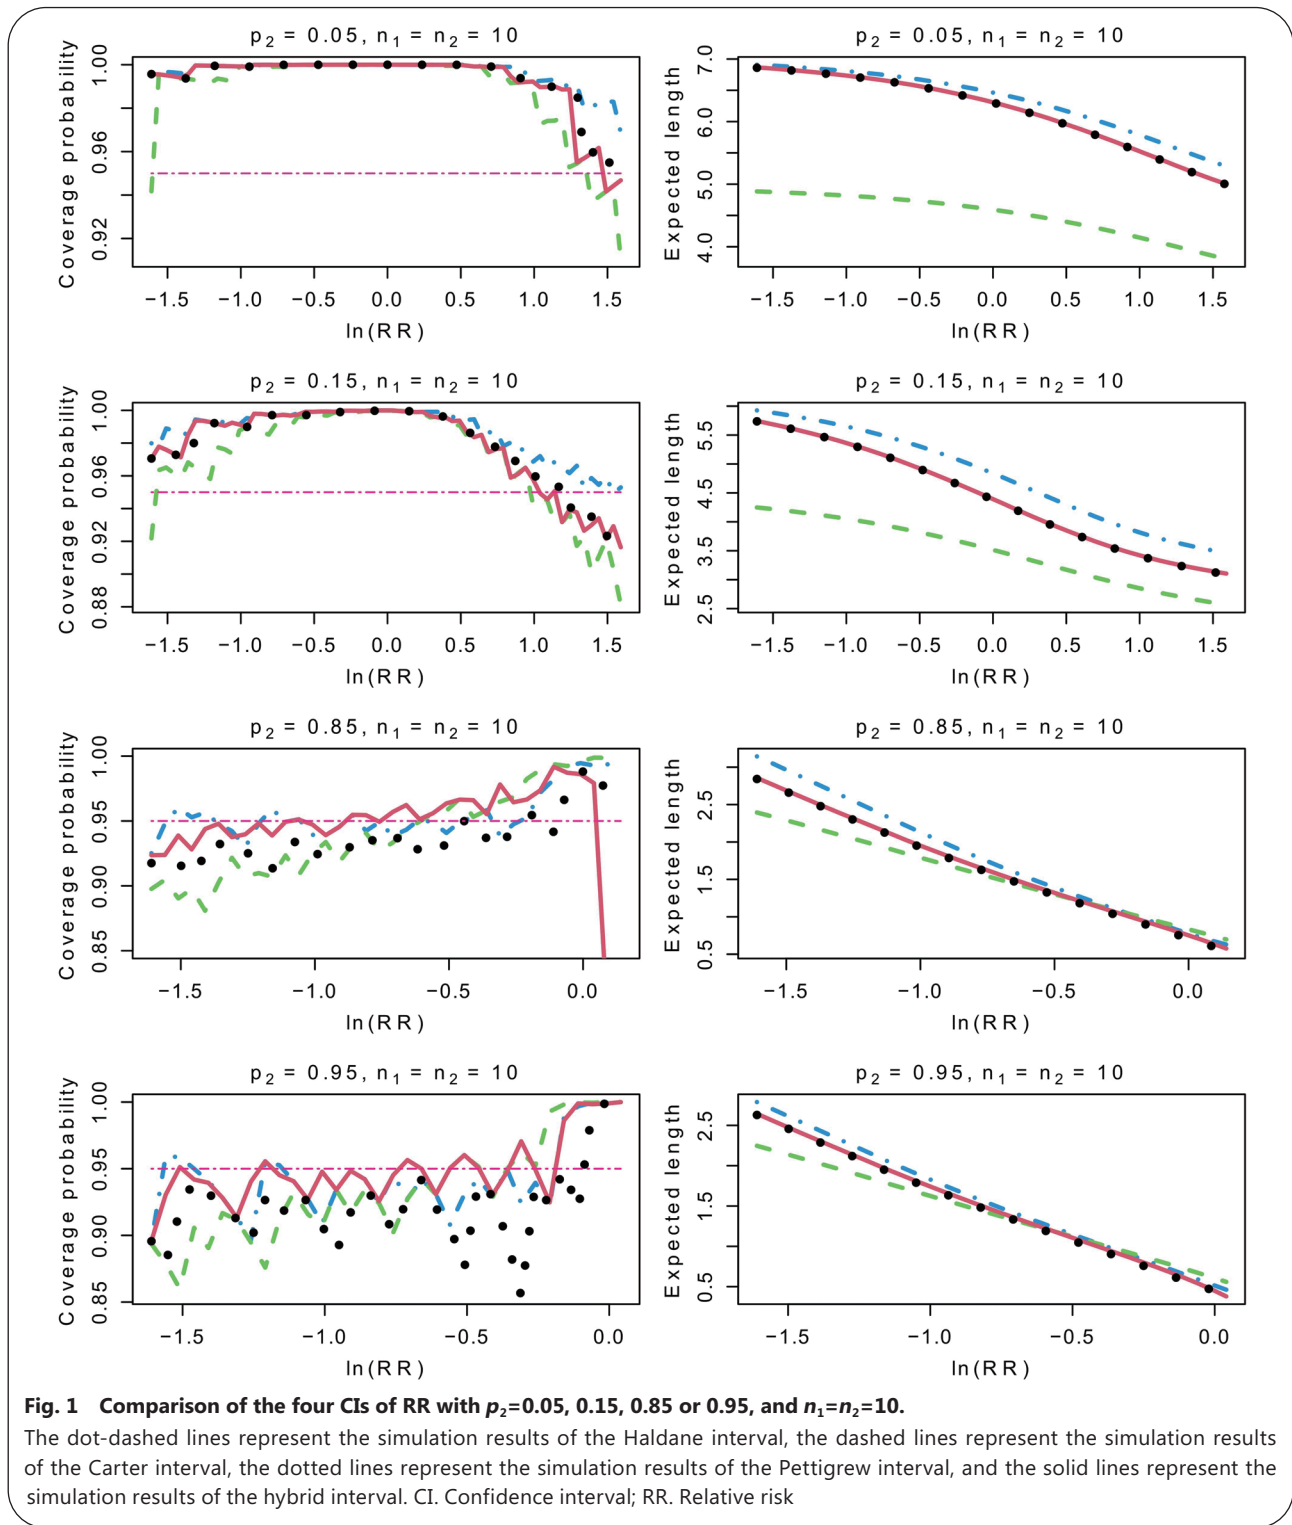 p2 = 0.05, n1 = n2 = 10
Coverage probability
1.00
0.96
0.92
−1.5 −1.0 −0.5 0.0 0.5 1.0 1.5
ln(RR)
p2 = 0.05, n1 = n2 = 10
Expected length
7.0
6.0
5.0
4.0
−1.5 −1.0 −0.5 0.0 0.5 1.0 1.5
ln(RR)
p2 = 0.15, n1 = n2 = 10
Coverage probability
1.00
0.96
0.92
0.88
−1.5 −1.0 −0.5 0.0 0.5 1.0 1.5
ln(RR)
p2 = 0.15, n1 = n2 = 10
Expected length
5.5
4.5
3.5
2.5
−1.5 −1.0 −0.5 0.0 0.5 1.0 1.5
ln(RR)
p2 = 0.85, n1 = n2 = 10
Coverage probability
1.00
0.95
0.90
0.85
−1.5 −1.0 −0.5 0.0
ln(RR)
p2 = 0.85, n1 = n2 = 10
Expected length
2.5
1.5
0.5
−1.5 −1.0 −0.5 0.0
ln(RR)
p2 = 0.95, n1 = n2 = 10
Coverage probability
1.00
0.95
0.90
0.85
−1.5 −1.0 −0.5 0.0
ln(RR)
p2 = 0.95, n1 = n2 = 10
Expected length
2.5
1.5
0.5
−1.5 −1.0 −0.5 0.0
ln(RR)
Fig. 1 Comparison of the four CIs of RR with p2=0.05, 0.15, 0.85 or 0.95, and n1=n2=10.
The dot-dashed lines represent the simulation results of the Haldane interval, the dashed lines represent the simulation results
of the Carter interval, the dotted lines represent the simulation results of the Pettigrew interval, and the solid lines represent the
simulation results of the hybrid interval. CI. Confidence interval; RR. Relative risk